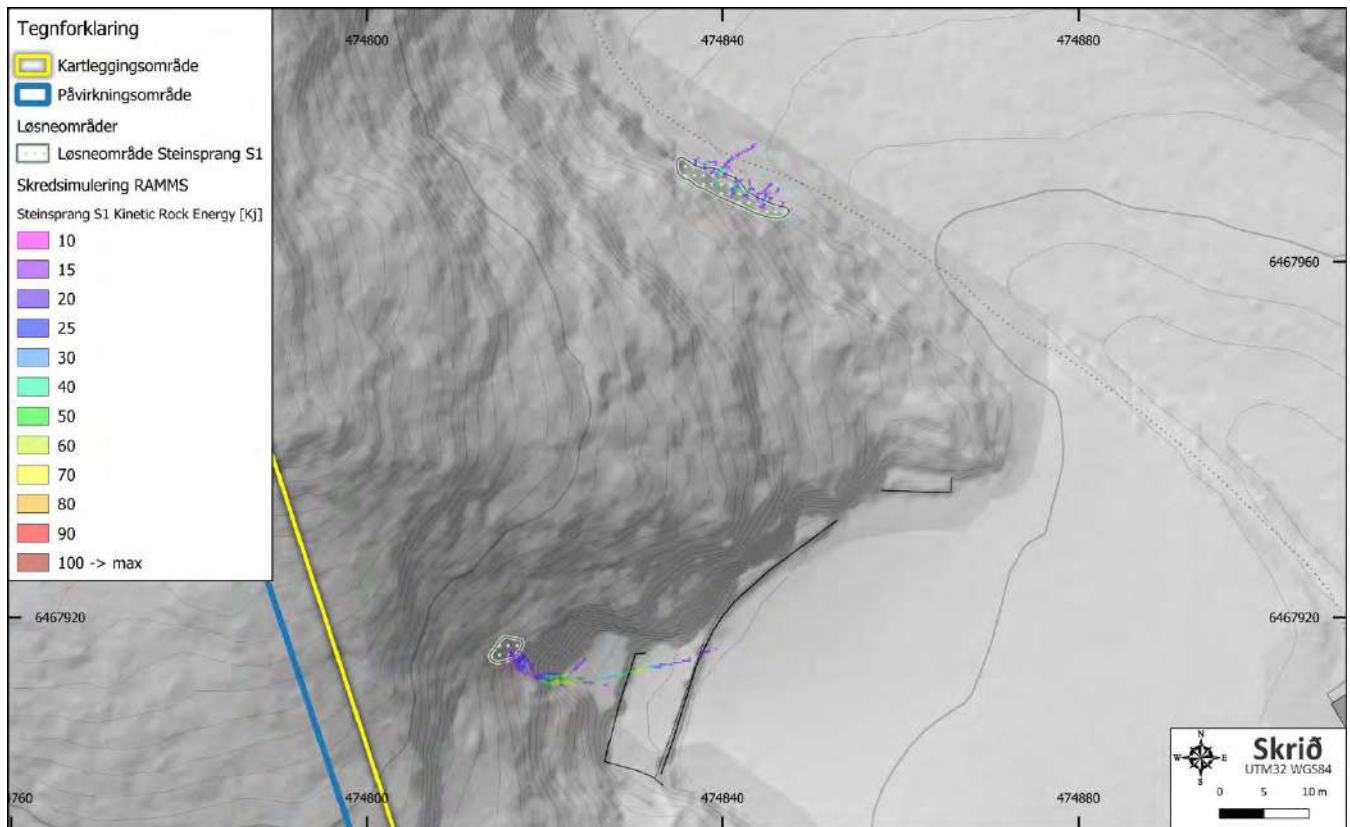 Tegnforklaring
Kartleggingsområde
Påvirkningsområde
Løsneområder
Løsneområde Steinsprang S1
Skredsimulering RAMMS
Steinsprang S1 Kinetic Rock Energy [Kj]
10
15
20
25
30
40
50
60
70
80
90
100 -> max
474800
474840
474880
6467960
6467920
6467920
760
474800
474840
474880
N
W
E
S
Skrið
UTM32 WGS84
0 5 10 m